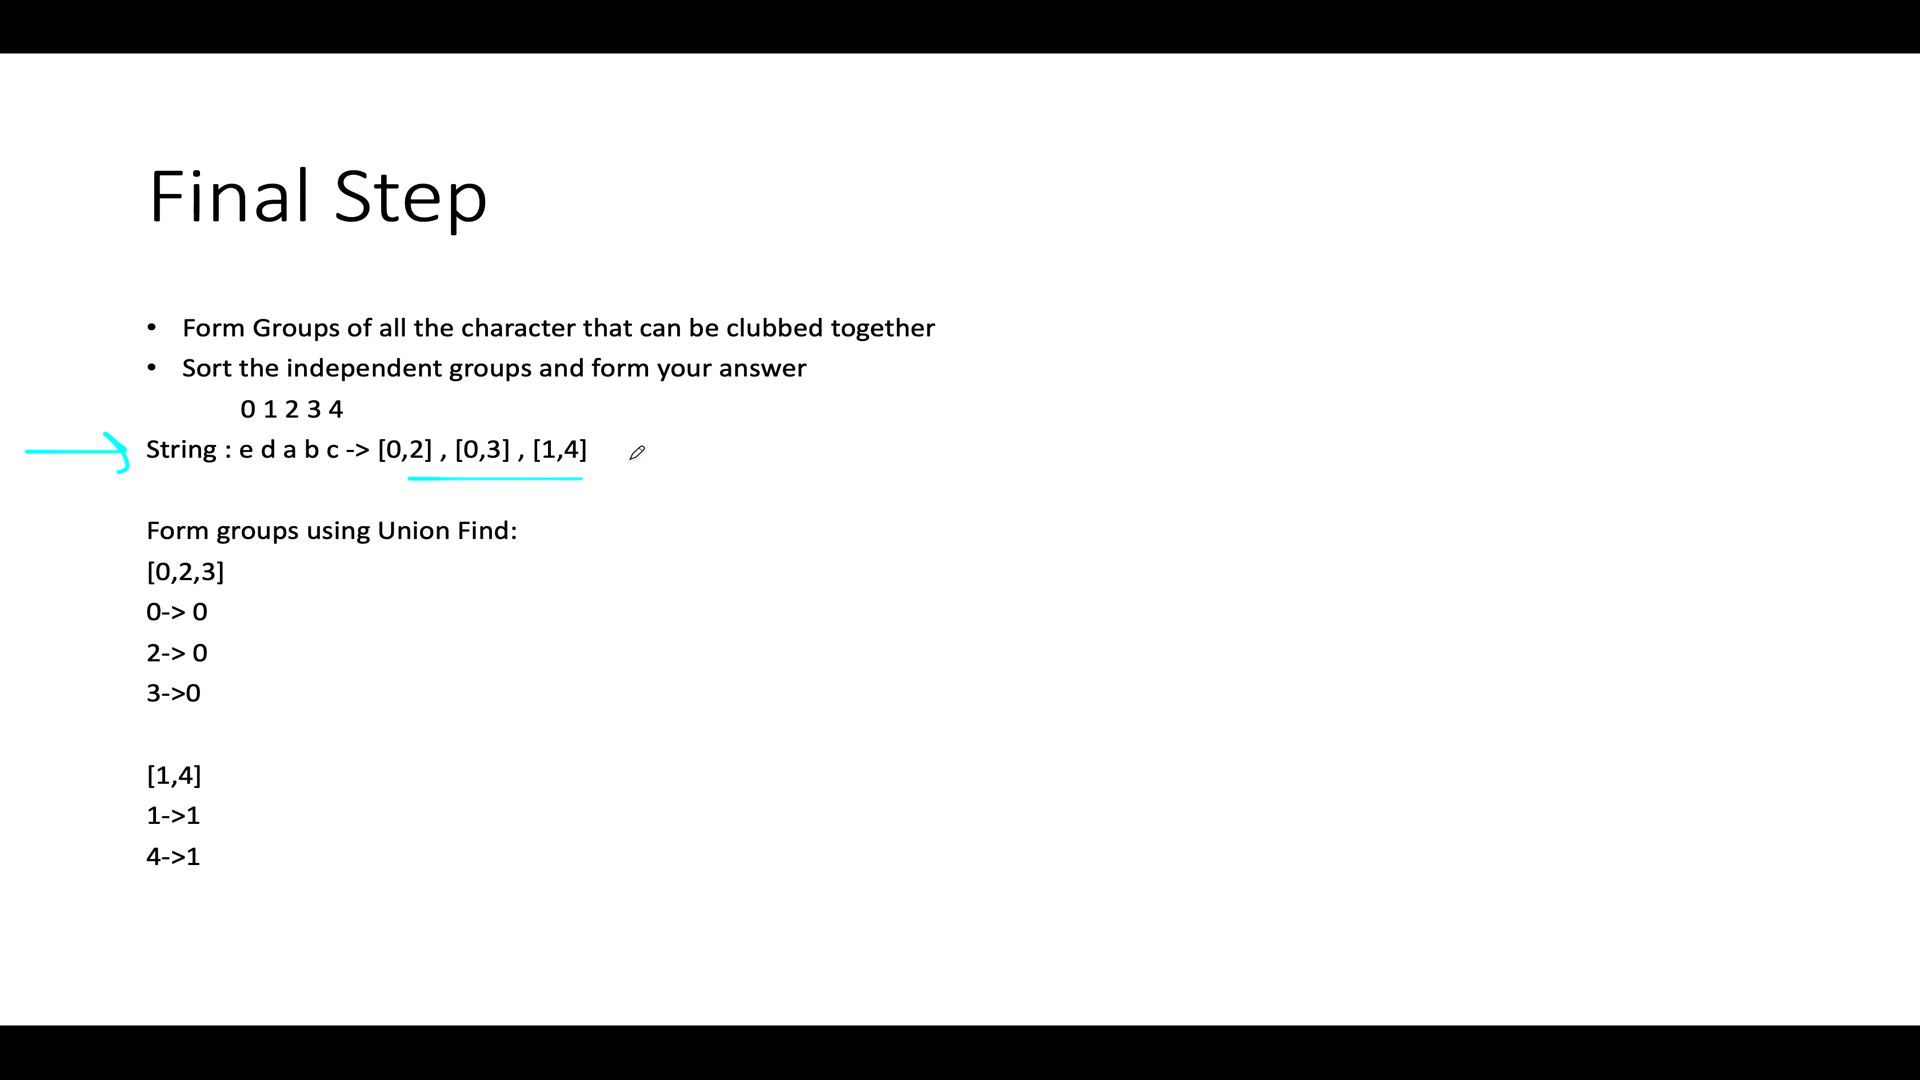 Final Step
• Form Groups of all the character that can be clubbed together
• Sort the independent groups and form your answer
0 1 2 3 4
String : e d a b c -> [0,2] , [0,3] , [1,4]
Form groups using Union Find:
[0,2,3]
0-> 0
2-> 0
3->0
[1,4]
1->1
4->1